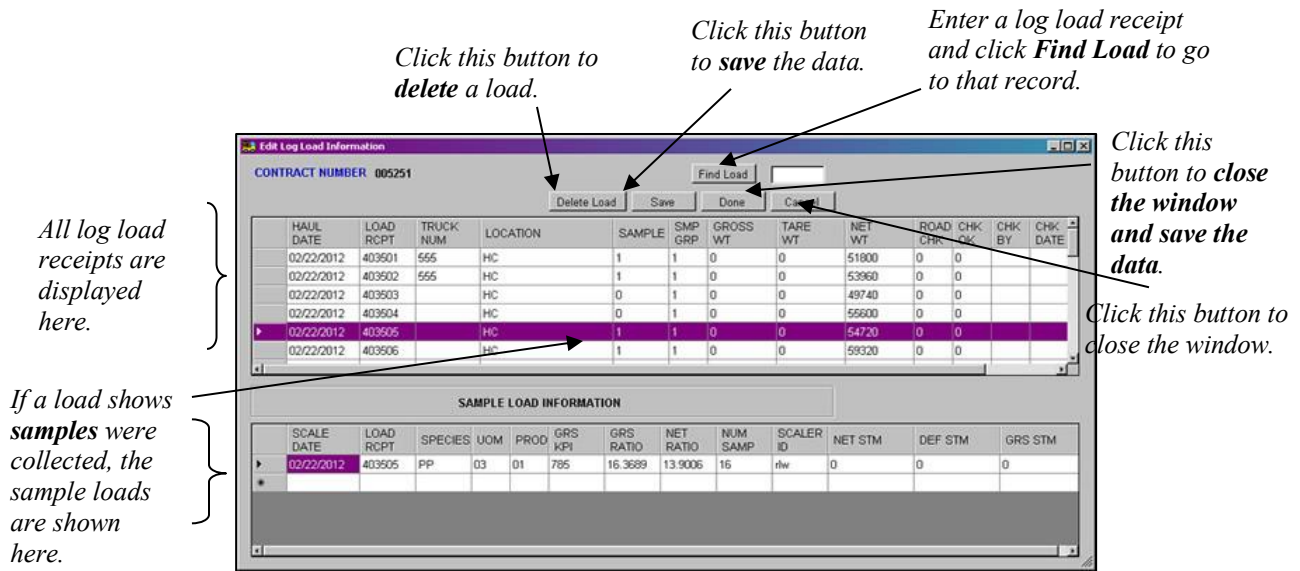 Click this button to
delete a load.
Click this button
to save the data.
Enter a log load receipt
and click Find Load to go
to that record.
Click this
button to close
the window
and save the
data.
Click this button to
close the window.
All log load
receipts are
displayed
here.
If a load shows
samples were
collected, the
sample loads
are shown
here.
Edit Log Load Information
CONTRACT NUMBER 005251
Find Load
Delete Load Save Done Cancel
HAUL DATE LOAD RCPT TRUCK NUM LOCATION SAMPLE SMP GRP GROSS WT TARE WT NET WT ROAD CHK CHK OK CHK BY CHK DATE
02/22/2012 403501 555 HC 1 1 0 0 51800 0 0
02/22/2012 403502 555 HC 1 1 0 0 53960 0 0
02/22/2012 403503 HC 0 1 0 0 49740 0 0
02/22/2012 403504 HC 0 1 0 0 55600 0 0
02/22/2012 403505 HC 1 1 0 0 54720 0 0
02/22/2012 403506 HC 1 1 0 0 59320 0 0
SAMPLE LOAD INFORMATION
SCALE DATE LOAD RCPT SPECIES UOM PROD GRS KPI GRS RATIO NET RATIO NUM SAMP SCALER ID NET STM DEF STM GRS STM
02/22/2012 403505 PP 03 01 785 16.3689 13.9006 16 rlw 0 0 0